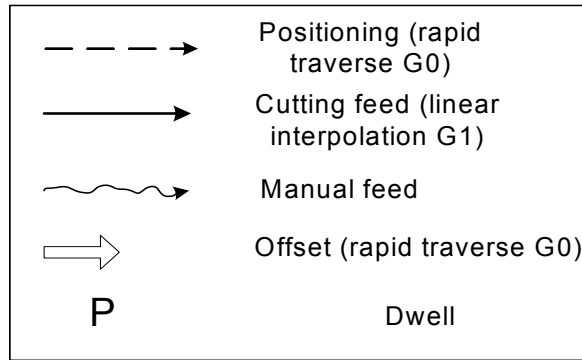 Positioning (rapid
traverse G0)
Cutting feed (linear
interpolation G1)
Manual feed
Offset (rapid traverse G0)
P Dwell